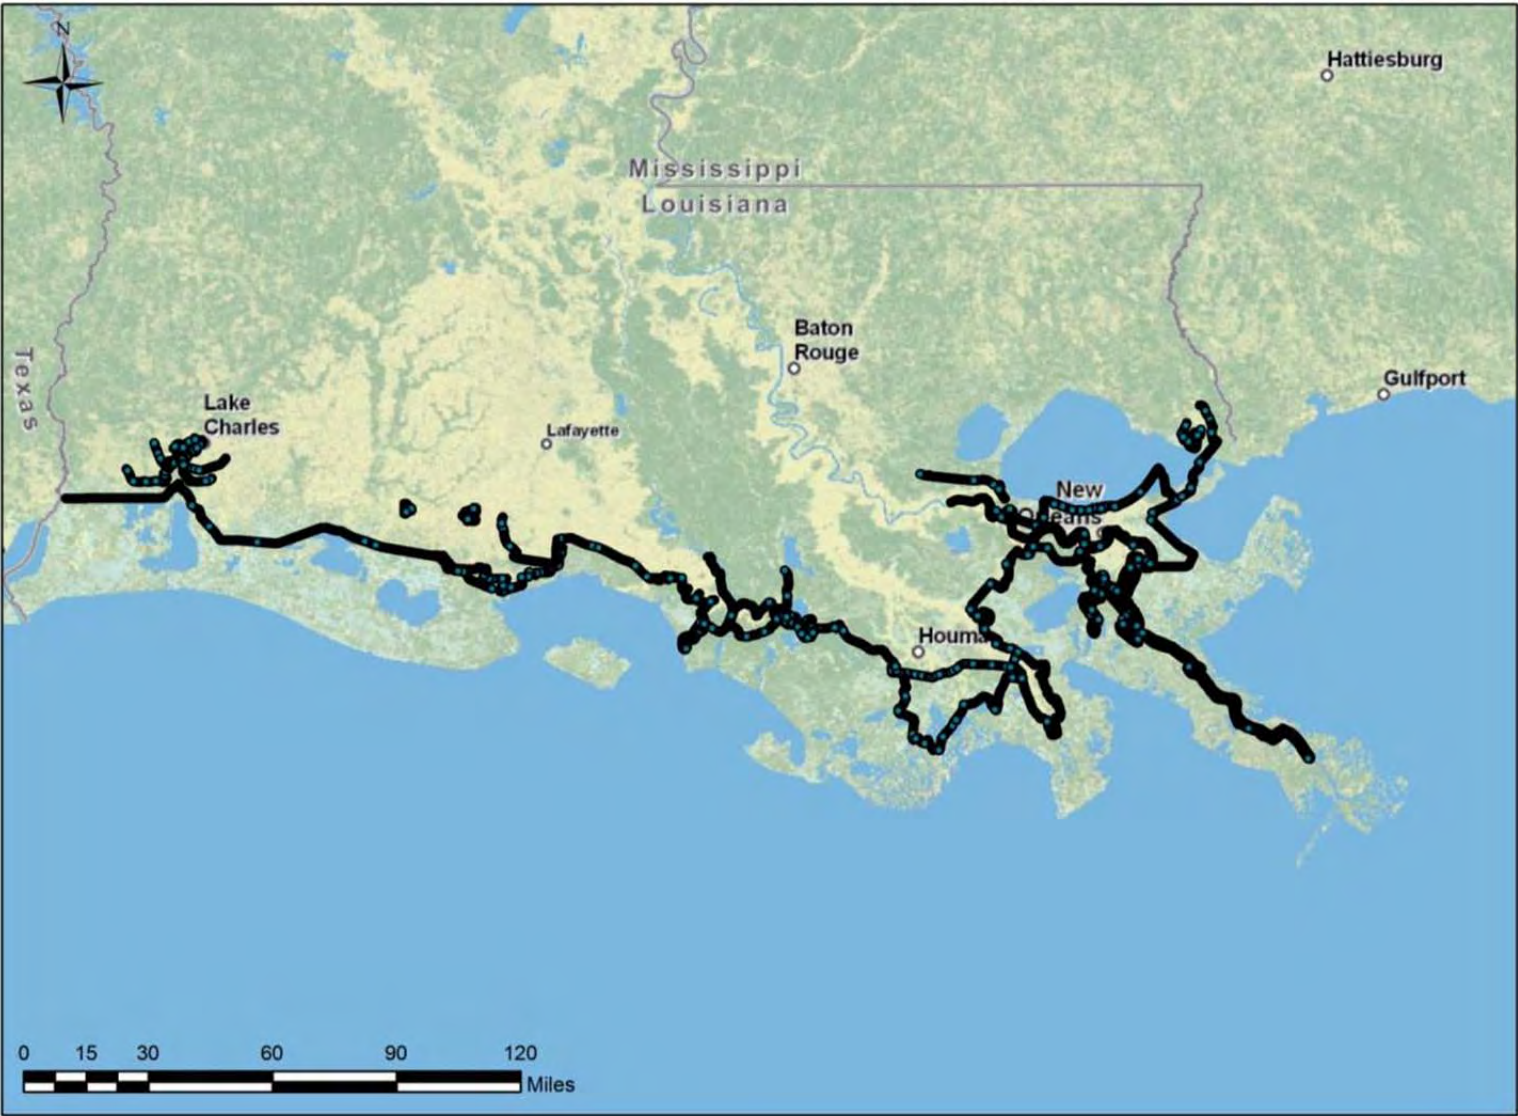 N
Hattiesburg
Mississippi
Louisiana
Baton
Rouge
Texas
Gulfport
Lake
Charles
Lafayette
New
Orleans
Houma
0 15 30 60 90 120
Miles